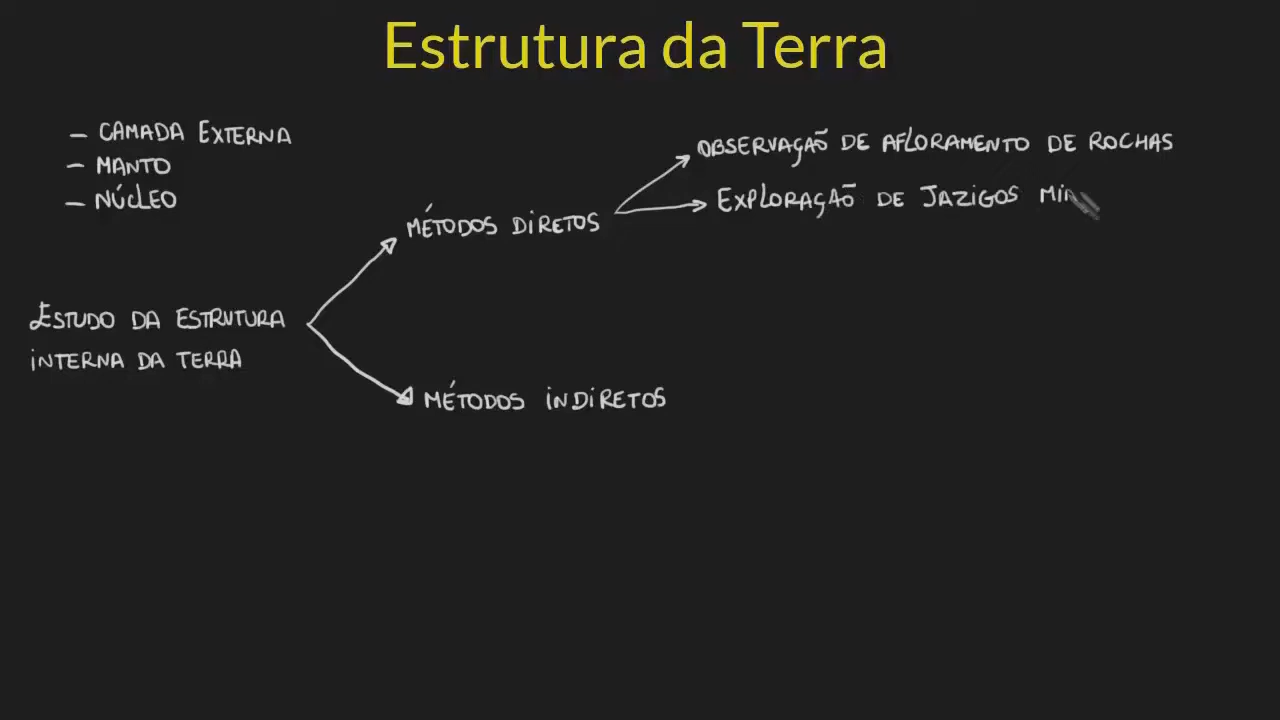 Estrutura da Terra
- CAMADA EXTERNA
- MANTO
- NÚCLEO
OBSERVAÇÃO DE AFLORAMENTO DE ROCHAS
EXPLORAÇÃO DE JAZIGOS
MÉTODOS DIRETOS
ESTUDO DA ESTRUTURA
INTERNA DA TERRA
MÉTODOS INDIRETOS